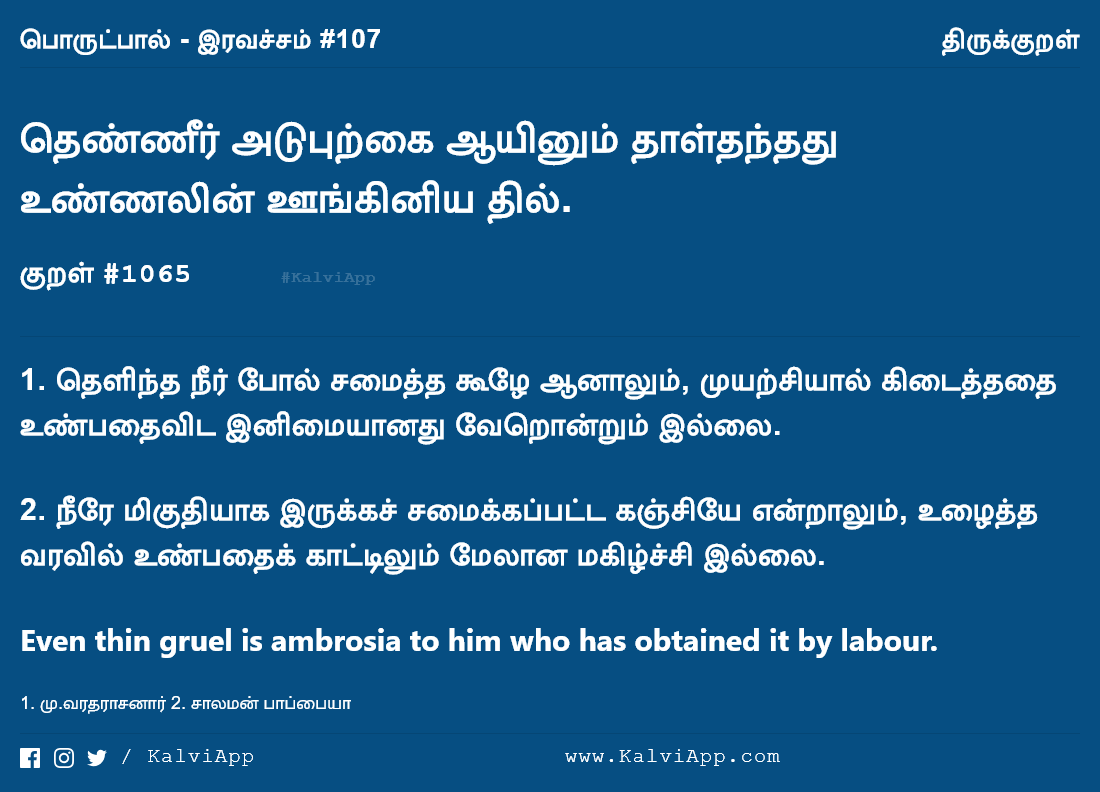 பொருட்பால் - இரவச்சம் #107 திருக்குறள்
தெண்ணீர் அடுபுற்கை ஆயினும் தாள்தந்தது
உண்ணலின் ஊங்கினிய தில்.
குறள் #1065 #KalviApp
1. தெளிந்த நீர் போல் சமைத்த கூழே ஆனாலும், முயற்சியால் கிடைத்ததை
உண்பதைவிட இனிமையானது வேறொன்றும் இல்லை.
2. நீரே மிகுதியாக இருக்கச் சமைக்கப்பட்ட கஞ்சியே என்றாலும், உழைத்த
வரவில் உண்பதைக் காட்டிலும் மேலான மகிழ்ச்சி இல்லை.
Even thin gruel is ambrosia to him who has obtained it by labour.
1. மு.வரதராசனார் 2. சாலமன் பாப்பையா
/ KalviApp www.KalviApp.com